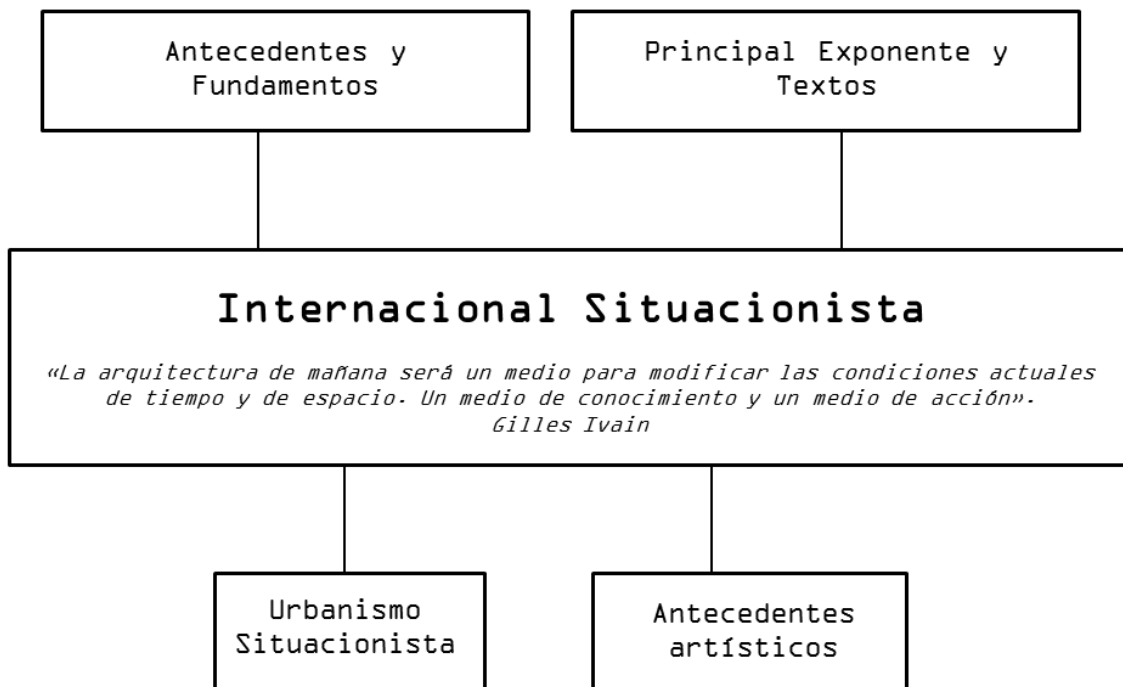 Antecedentes y
Fundamentos
Principal Exponente y
Textos
Internacional Situacionista
«La arquitectura de mañana será un medio para modificar las condiciones actuales
de tiempo y de espacio. Un medio de conocimiento y un medio de acción».
Gilles Ivain
Urbanismo
Situacionista
Antecedentes
artísticos